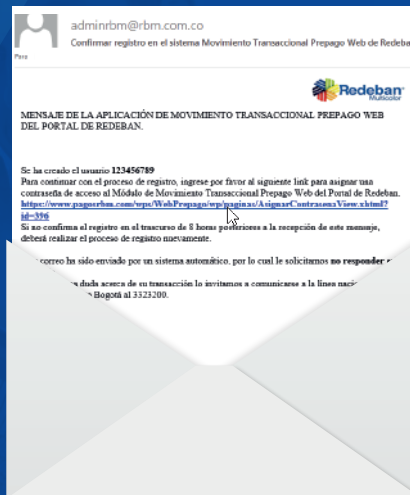 adminrbm@rbm.com.co
Confirmar registro en el sistema Movimiento Transaccional Prepago Web de Redeba
Para
Redeban
Multicolor
MENSAJE DE LA APLICACIÓN DE MOVIMIENTO TRANSACCIONAL PREPAGO WEB
DEL PORTAL DE REDEBAN.
Se ha creado el usuario 123456789
Para continuar con el proceso de registro, ingrese por favor al siguiente link para asignar una
contraseña de acceso al Módulo de Movimiento Transaccional Prepago Web del Portal de Redeban.
https://www.pagosrbm.com/wps/WebPrepago/wp/paginas/AsignarContrasenaView.xhtml?
id=396
Si no confirma el registro en el trascurso de 8 horas posteriores a la recepción de este mensaje,
deberá realizar el proceso de registro nuevamente.
correo ha sido enviado por un sistema automático, por lo cual le solicitamos no responder
duda acerca de su transacción lo invitamos a comunicarse a la línea
Bogotá al 3323200.